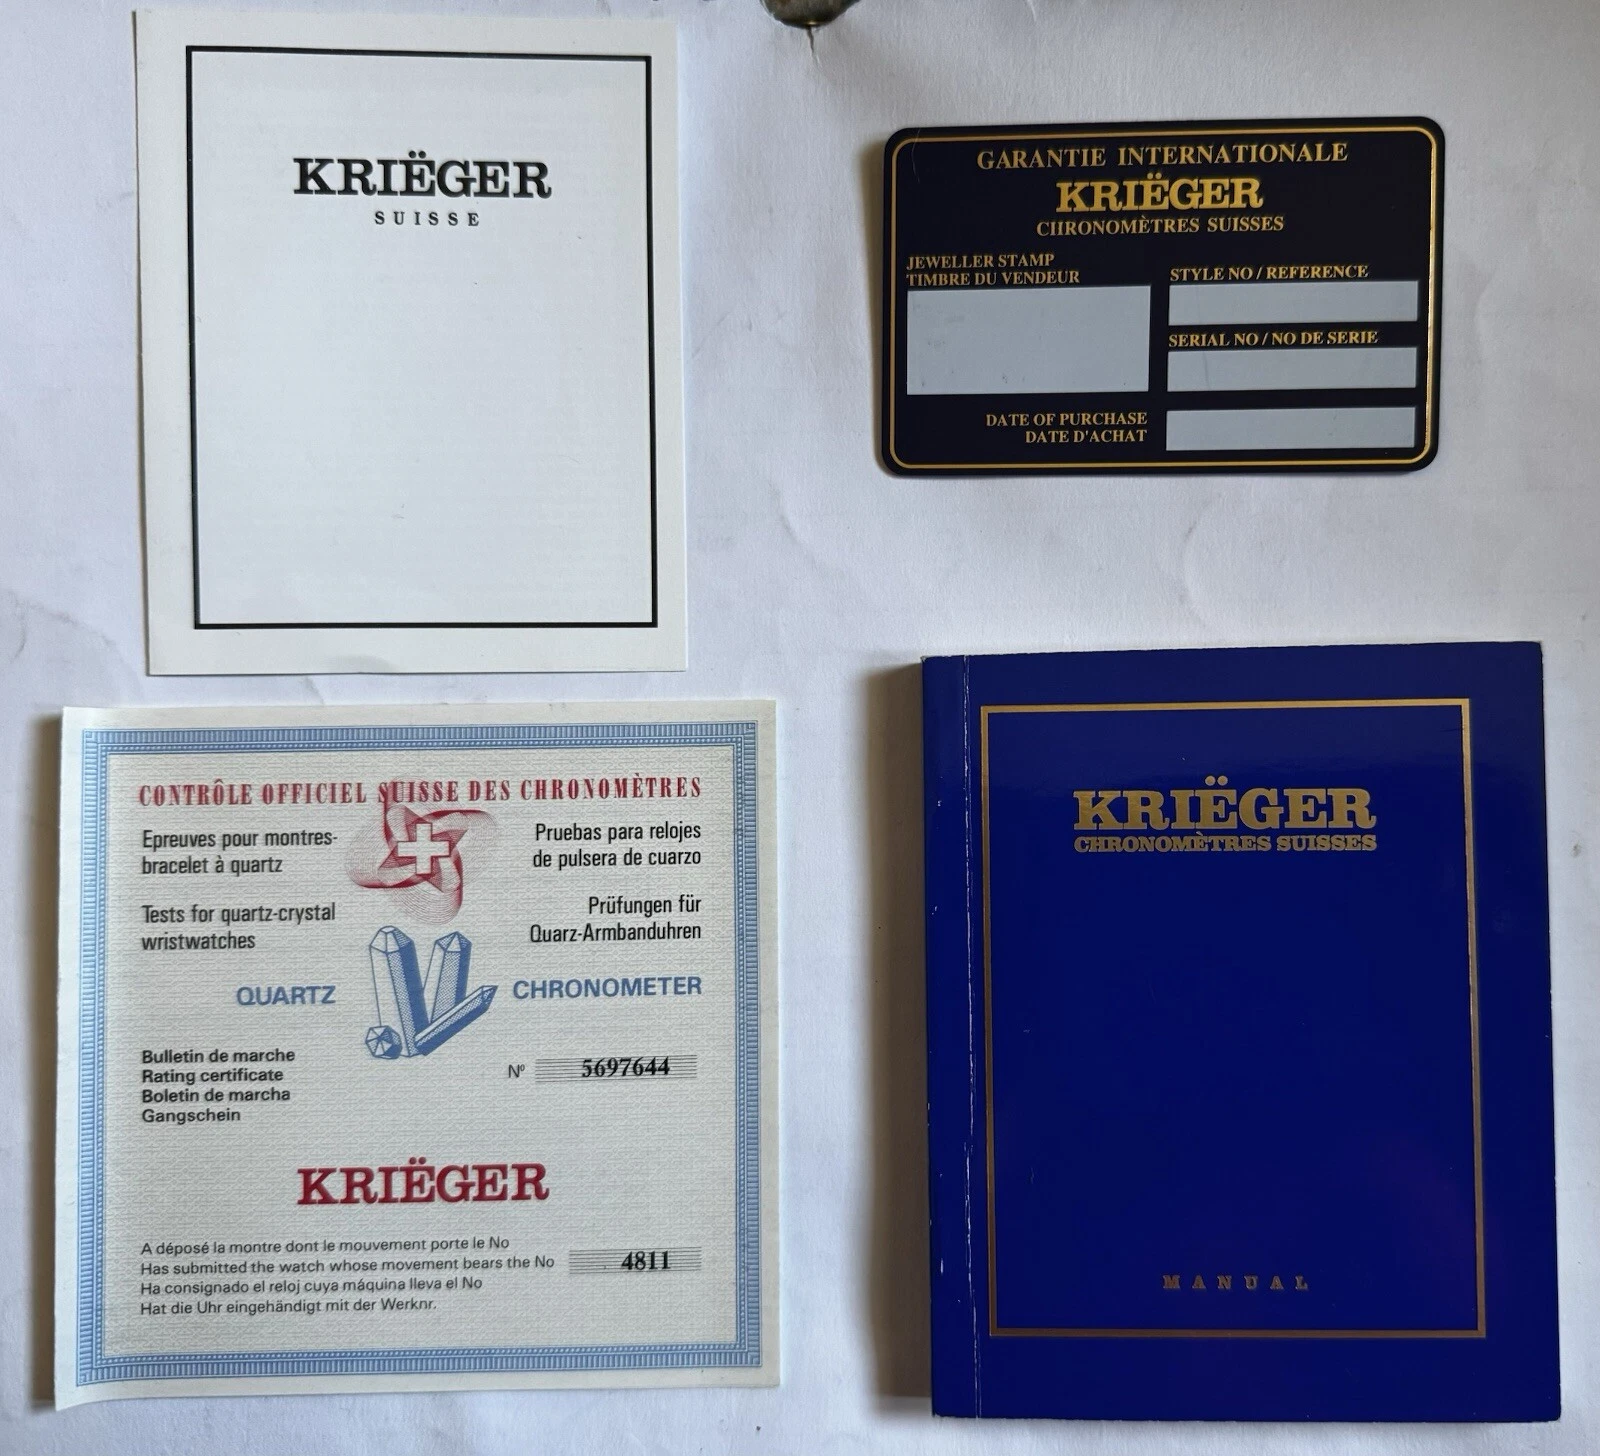 KRIËGER
SUISSE
GARANTIE INTERNATIONALE
KRIËGER
CHRONOMÈTRES SUISSES
JEWELLER STAMP
TIMBRE DU VENDEUR
STYLE NO / REFERENCE
SERIAL NO / NO DE SERIE
DATE OF PURCHASE
DATE D'ACHAT
CONTRÔLE OFFICIEL SUISSE DES CHRONOMÈTRES
Epreuves pour montres-
bracelet à quartz
Pruebas para relojes
de pulsera de cuarzo
Tests for quartz-crystal
wristwatches
Prüfungen für
Quarz-Armbanduhren
QUARTZ CHRONOMETER
Bulletin de marche
Rating certificate
Boletin de marcha
Gangschein
Nº 5697644
KRIËGER
A déposé la montre dont le mouvement porte le No
Has submitted the watch whose movement bears the No 4811
Ha consignado el reloj cuya máquina lleva el No
Hat die Uhr eingehändigt mit der Werknr.
KRIËGER
CHRONOMÈTRES SUISSES
MANUAL